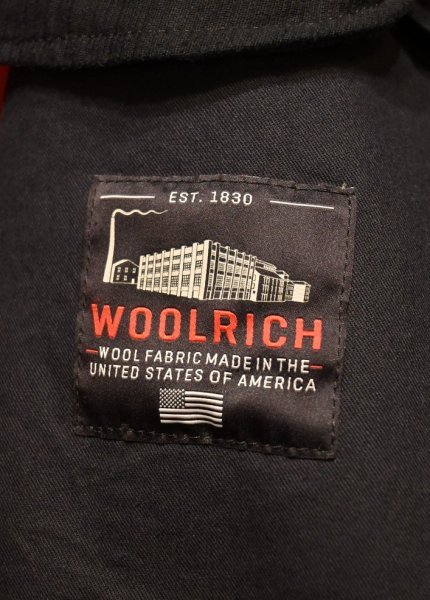 EST. 1830
WOOLRICH
WOOL FABRIC MADE IN THE
UNITED STATES OF AMERICA